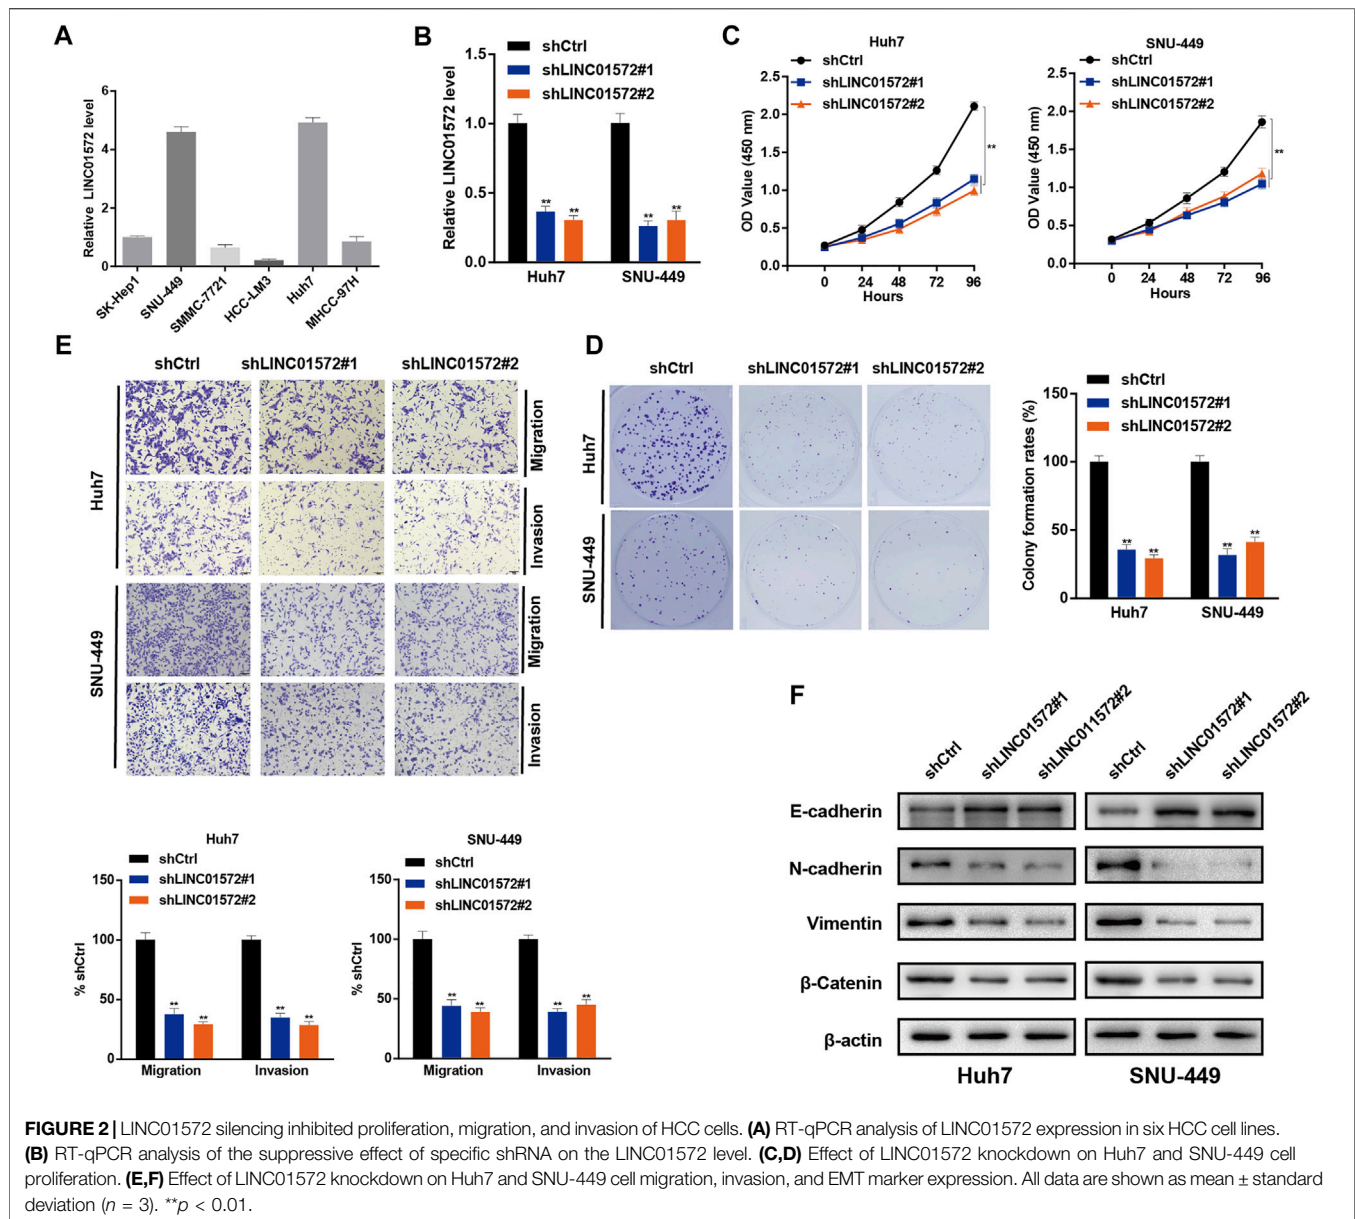 A
Relative LINC01572 level
6
4
2
0
SK-Hep1
SNU-449
SMMC-7721
HCC-LM3
Huh7
MHCC-97H
B
shCtrl
shLINC01572#1
shLINC01572#2
Relative LINC01572 level
1.5
1.0
0.5
0.0
**
**
**
**
Huh7
SNU-449
C
Huh7
shCtrl
shLINC01572#1
shLINC01572#2
OD Value (450 nm)
2.5
2.0
1.5
1.0
0.5
0.0
**
0 24 48 72 96
Hours
SNU-449
shCtrl
shLINC01572#1
shLINC01572#2
OD Value (450 nm)
2.5
2.0
1.5
1.0
0.5
0.0
**
0 24 48 72 96
Hours
E
shCtrl shLINC01572#1 shLINC01572#2
Huh7
Migration
Invasion
SNU-449
Migration
Invasion
Huh7
shCtrl
shLINC01572#1
shLINC01572#2
% shCtrl
150
100
50
0
**
**
**
**
Migration
Invasion
SNU-449
shCtrl
shLINC01572#1
shLINC01572#2
% shCtrl
150
100
50
0
**
**
**
**
Migration
Invasion
D
shCtrl shLINC01572#1 shLINC01572#2
Huh7
SNU-449
shCtrl
shLINC01572#1
shLINC01572#2
Colony formation rates (%)
150
100
50
0
**
**
**
**
Huh7
SNU-449
F
shCtrl
shLINC01572#1
shLINC011572#2
shCtrl
shLINC01572#1
shLINC01572#2
E-cadherin
N-cadherin
Vimentin
β-Catenin
β-actin
Huh7
SNU-449
FIGURE 2 | LINC01572 silencing inhibited proliferation, migration, and invasion of HCC cells. (A) RT-qPCR analysis of LINC01572 expression in six HCC cell lines.
(B) RT-qPCR analysis of the suppressive effect of specific shRNA on the LINC01572 level. (C,D) Effect of LINC01572 knockdown on Huh7 and SNU-449 cell
proliferation. (E,F) Effect of LINC01572 knockdown on Huh7 and SNU-449 cell migration, invasion, and EMT marker expression. All data are shown as mean ± standard
deviation (n = 3). **p < 0.01.